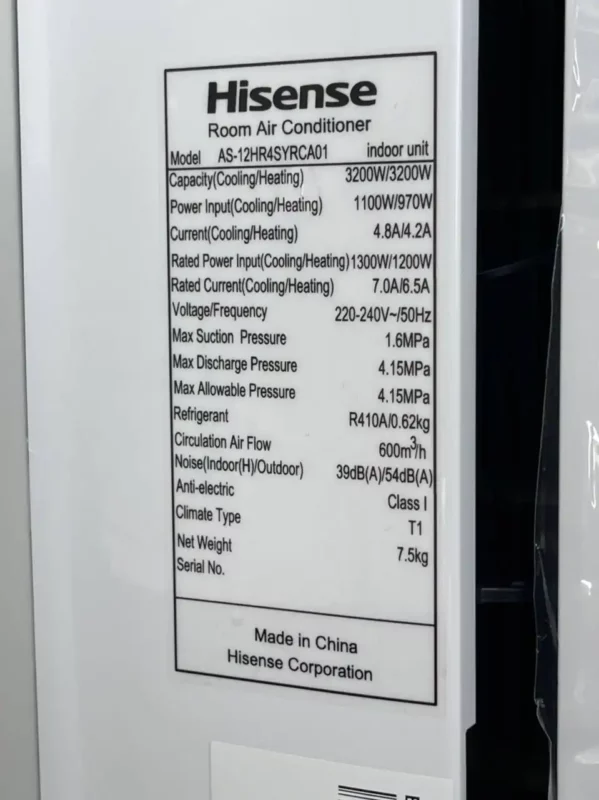 Hisense
Room Air Conditioner
Model AS-12HR4SYRCA01 indoor unit
Capacity(Cooling/Heating) 3200W/3200W
Power Input(Cooling/Heating) 1100W/970W
Current(Cooling/Heating) 4.8A/4.2A
Rated Power Input(Cooling/Heating) 1300W/1200W
Rated Current(Cooling/Heating) 7.0A/6.5A
Voltage/Frequency 220-240V~/50Hz
Max Suction Pressure 1.6MPa
Max Discharge Pressure 4.15MPa
Max Allowable Pressure 4.15MPa
Refrigerant R410A/0.62kg
Circulation Air Flow 600m³/h
Noise(Indoor(H)/Outdoor) 39dB(A)/54dB(A)
Anti-electric Class I
Climate Type T1
Net Weight 7.5kg
Serial No.
Made in China
Hisense Corporation